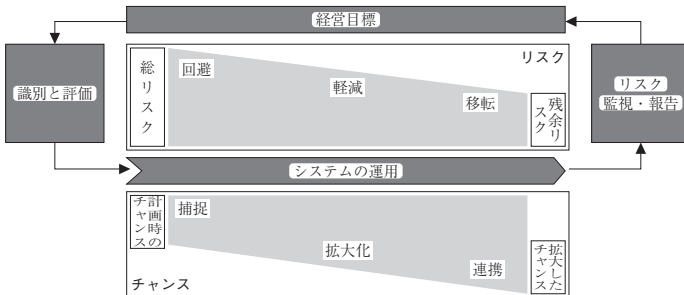 経営目標
識別と評価
総リスク
回避
軽減
移転
リスク
残余リ
スク
リスク
監視・報告
システムの運用
計画時の
チャンス
捕捉
拡大化
連携
拡大した
チャンス
チャンス